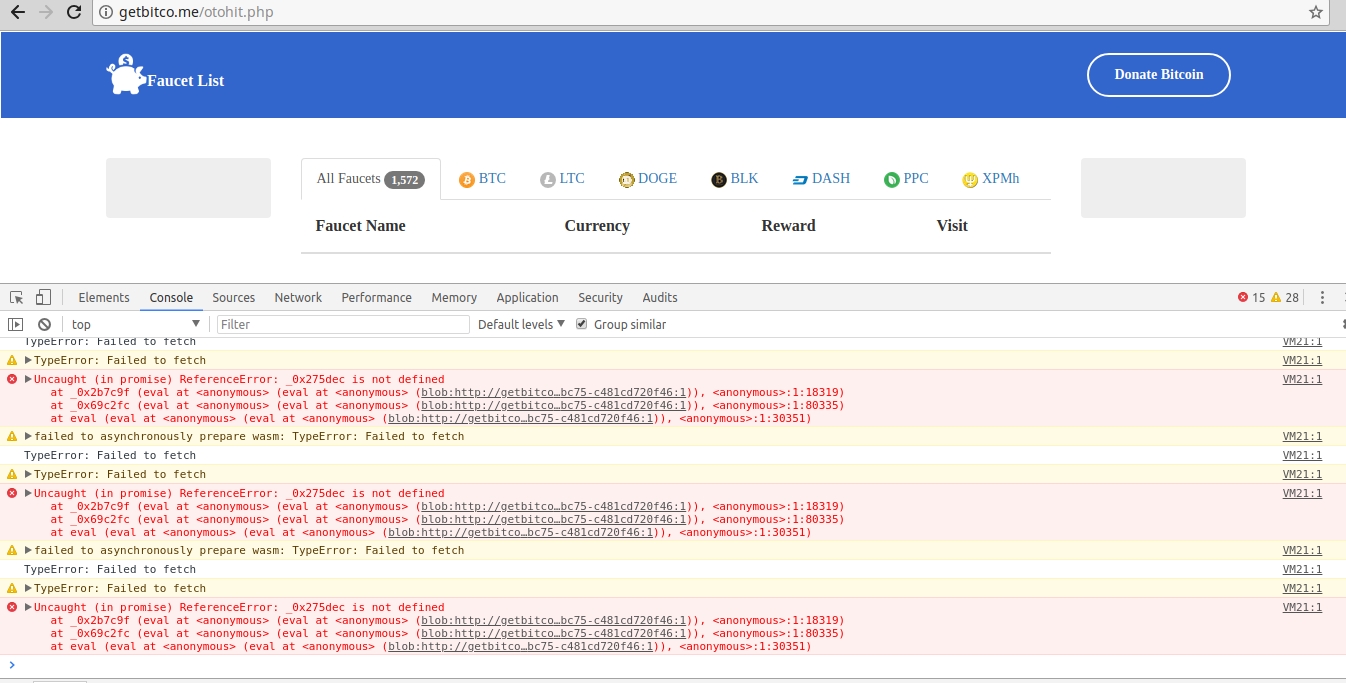 getbitco.me/otohit.php
Faucet List
Donate Bitcoin
All Faucets 1,572 BTC LTC DOGE BLK DASH PPC XPMh
Faucet Name Currency Reward Visit
Elements Console Sources Network Performance Memory Application Security Audits 15 28
top Filter Default levels Group similar
TypeError: Failed to fetch VM21:1
TypeError: Failed to fetch VM21:1
Uncaught (in promise) ReferenceError: _0x275dec is not defined VM21:1
at _0x2b7c9f (eval at <anonymous> (eval at <anonymous> (blob:http://getbitco…bc75-c481cd720f46:1)), <anonymous>:1:18319)
at _0x69c2fc (eval at <anonymous> (eval at <anonymous> (blob:http://getbitco…bc75-c481cd720f46:1)), <anonymous>:1:80335)
at eval (eval at <anonymous> (eval at <anonymous> (blob:http://getbitco…bc75-c481cd720f46:1)), <anonymous>:1:30351)
failed to asynchronously prepare wasm: TypeError: Failed to fetch VM21:1
TypeError: Failed to fetch VM21:1
TypeError: Failed to fetch VM21:1
Uncaught (in promise) ReferenceError: _0x275dec is not defined VM21:1
at _0x2b7c9f (eval at <anonymous> (eval at <anonymous> (blob:http://getbitco…bc75-c481cd720f46:1)), <anonymous>:1:18319)
at _0x69c2fc (eval at <anonymous> (eval at <anonymous> (blob:http://getbitco…bc75-c481cd720f46:1)), <anonymous>:1:80335)
at eval (eval at <anonymous> (eval at <anonymous> (blob:http://getbitco…bc75-c481cd720f46:1)), <anonymous>:1:30351)
failed to asynchronously prepare wasm: TypeError: Failed to fetch VM21:1
TypeError: Failed to fetch VM21:1
TypeError: Failed to fetch VM21:1
Uncaught (in promise) ReferenceError: _0x275dec is not defined VM21:1
at _0x2b7c9f (eval at <anonymous> (eval at <anonymous> (blob:http://getbitco…bc75-c481cd720f46:1)), <anonymous>:1:18319)
at _0x69c2fc (eval at <anonymous> (eval at <anonymous> (blob:http://getbitco…bc75-c481cd720f46:1)), <anonymous>:1:80335)
at eval (eval at <anonymous> (eval at <anonymous> (blob:http://getbitco…bc75-c481cd720f46:1)), <anonymous>:1:30351)